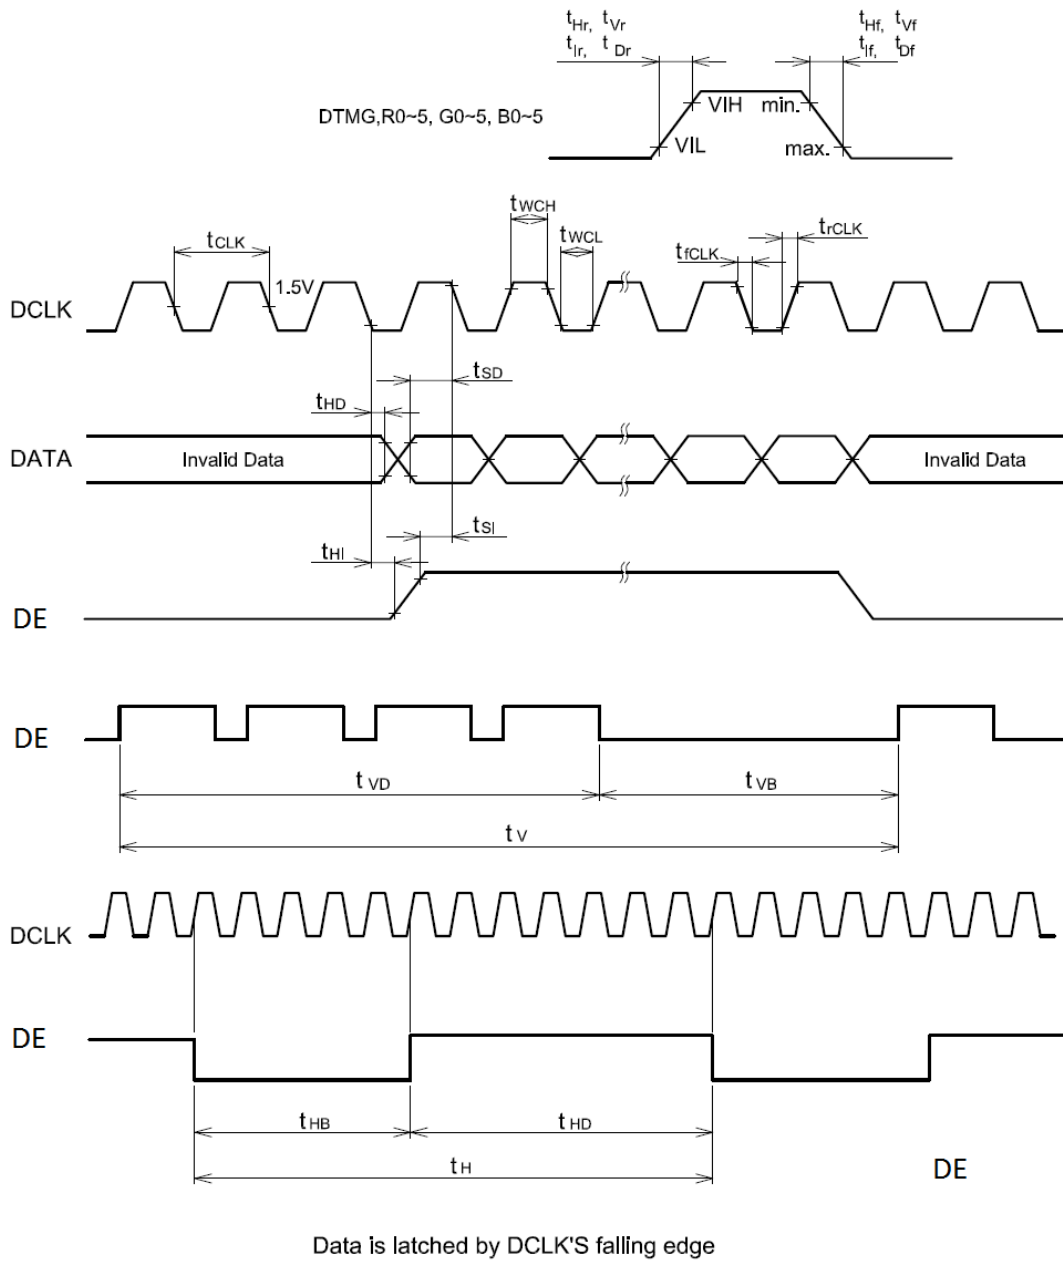 tHr, tVr
tIr, tDr
tHf, tVf
tIf, tDf
DTMG,R0~5, G0~5, B0~5
VIH min.
VIL max.
tWCH
tCLK
tWCL
tfCLK
trCLK
1.5V
DCLK
tSD
tHD
DATA
Invalid Data
Invalid Data
tSI
tHI
DE
DE
tVD
tVB
tV
DCLK
DE
tHB
tHD
tH
DE
Data is latched by DCLK'S falling edge